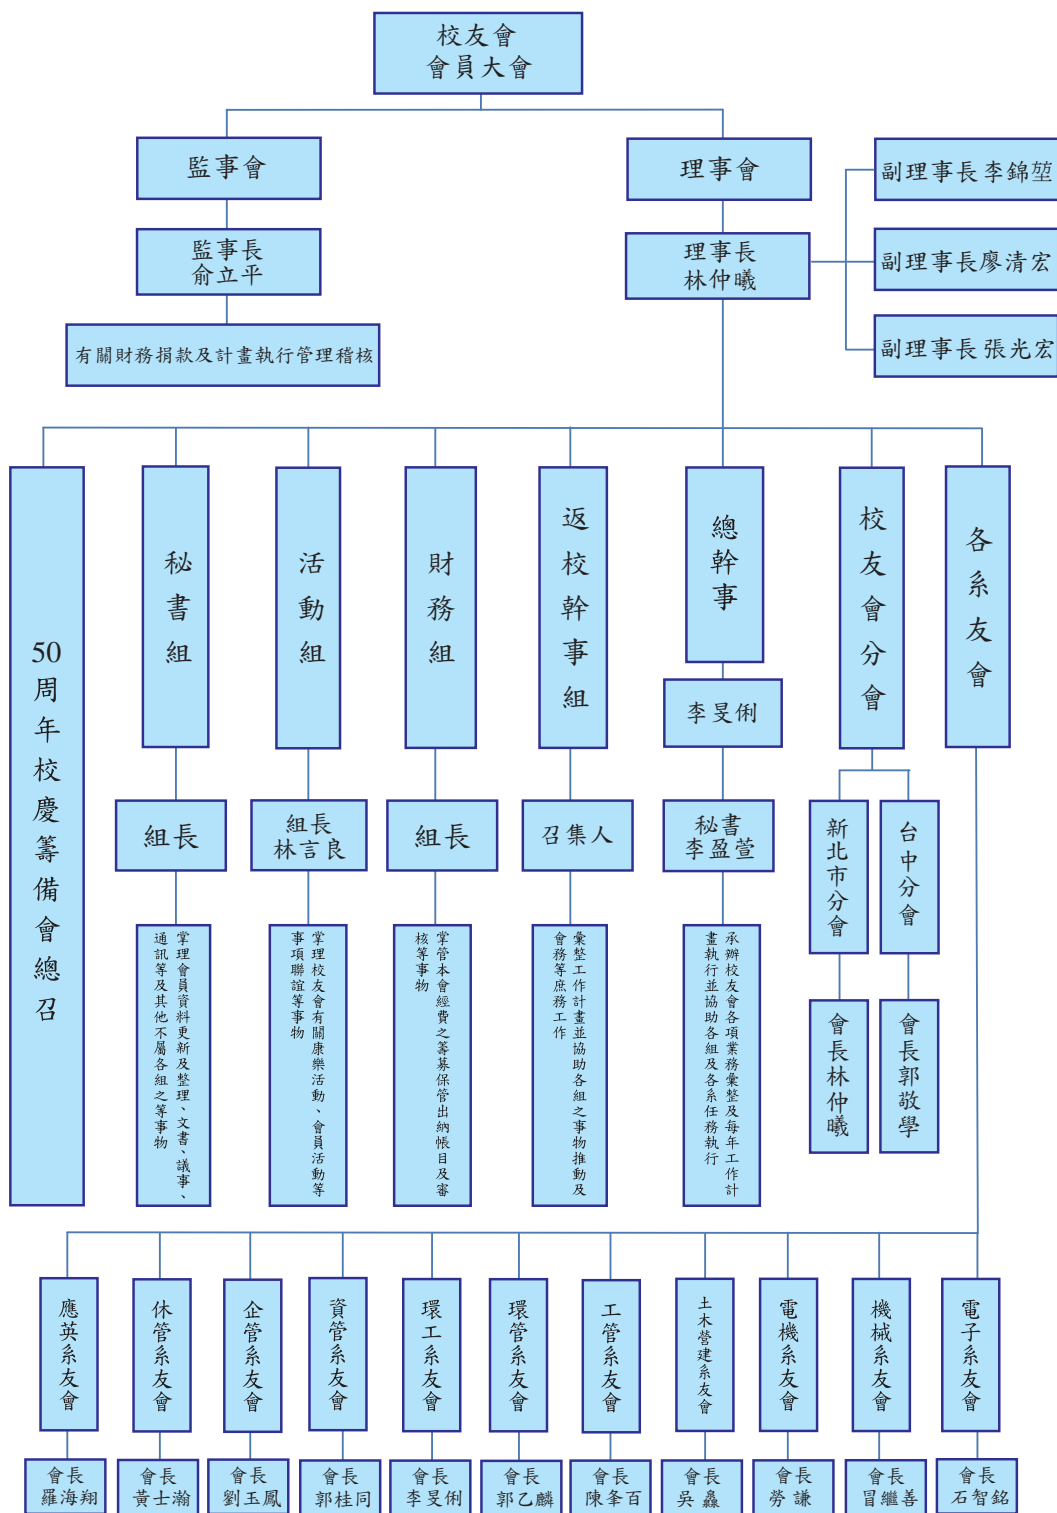 校友會
會員大會
監事會
理事會
副理事長李錦堃
監事長
俞立平
理事長
林仲曦
副理事長廖清宏
有關財務捐款及計畫執行管理稽核
副理事長張光宏
50周年校慶籌備會總召
秘書組
活動組
財務組
返校幹事組
總幹事
校友會分會
各系友會
李旻俐
組長
組長
林言良
組長
召集人
秘書
李盈萱
新北市分會
台中分會
掌理會員資料更新及整理、文書、議事、
通訊等及其他不屬各組之等事物
掌理校友會有關康樂活動、會員活動等
事項聯誼等事物
掌管本會經費之籌募保管出納帳目及審
核等事物
彙整工作計畫並協助各組之事物推動及
會務等庶務工作
承辦校友會各項業務彙整及每年工作計
畫執行並協助各組及各系任務執行
會長林仲曦
會長郭敬學
應英系友會
休管系友會
企管系友會
資管系友會
環工系友會
環管系友會
工管系友會
土木營建系友會
電機系友會
機械系友會
電子系友會
會長
羅海翔
會長
黃士瀚
會長
劉玉鳳
會長
郭桂同
會長
李旻俐
會長
郭乙麟
會長
陳峯百
會長
吳鱻
會長
勞謙
會長
冒繼善
會長
石智銘